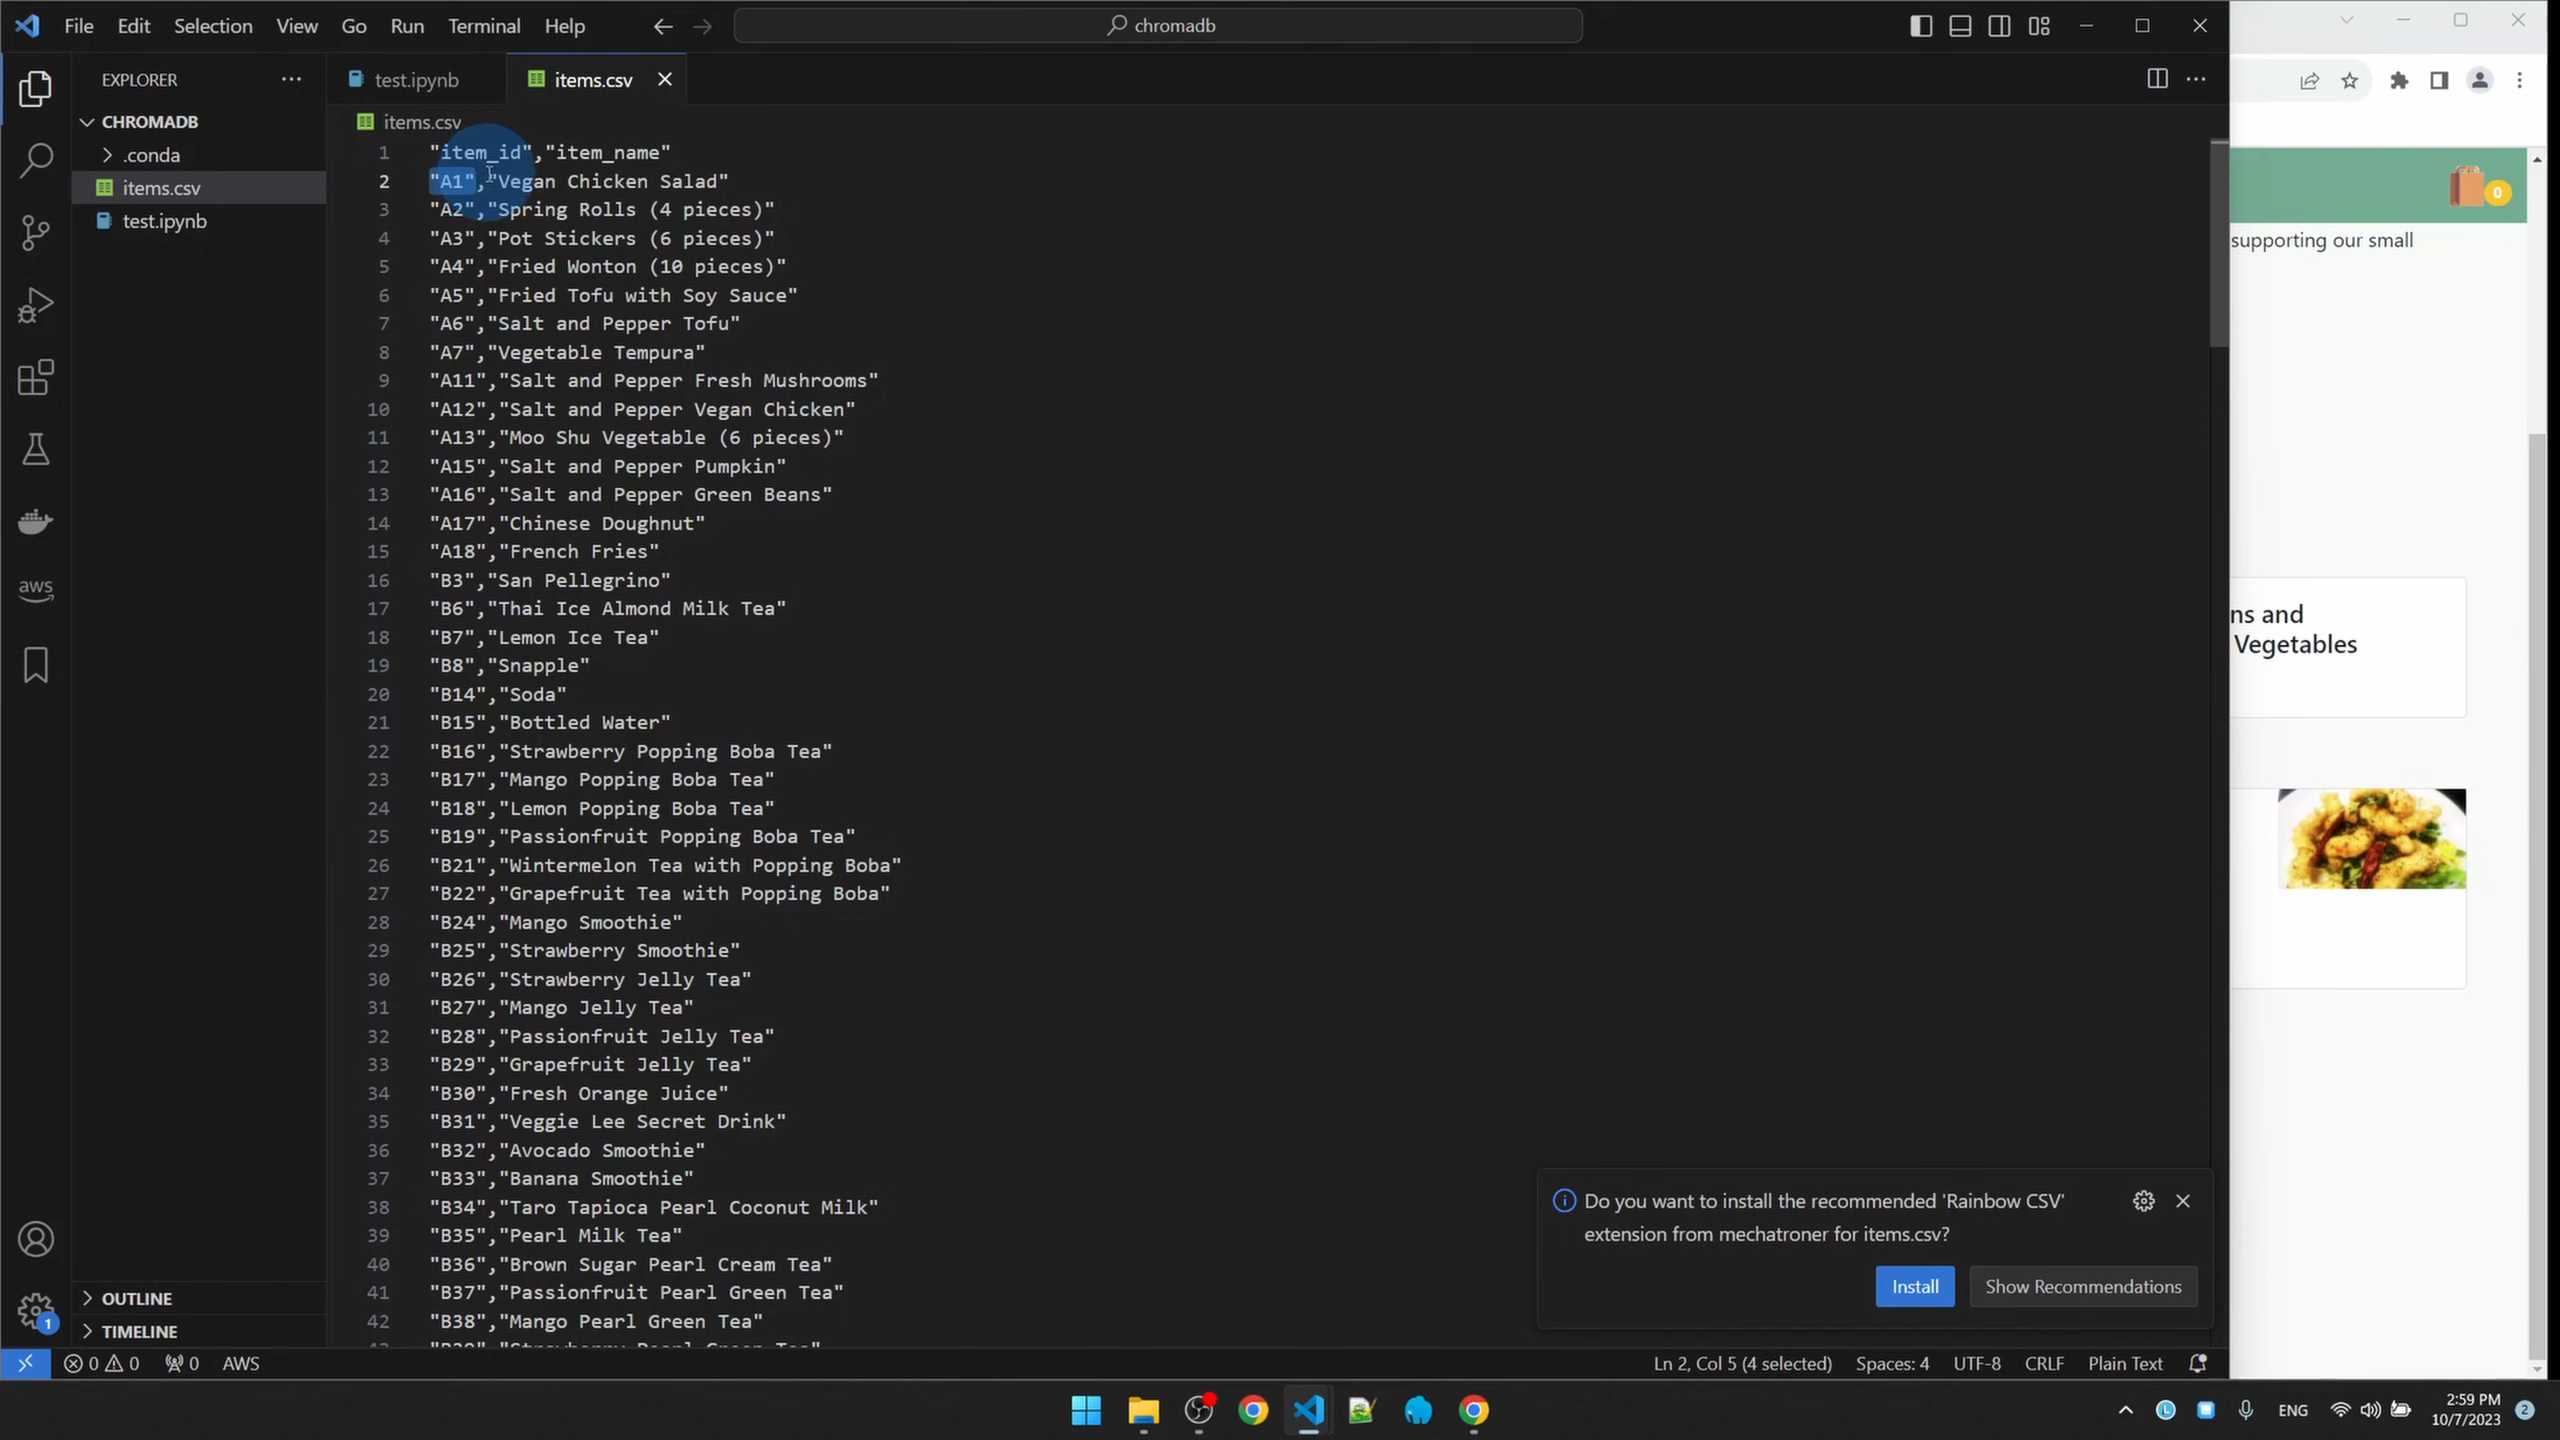 File Edit Selection View Go Run Terminal Help
chromadb
EXPLORER
CHROMADB
.conda
items.csv
test.ipynb
OUTLINE
TIMELINE
test.ipynb
items.csv
items.csv
1 "item_id","item_name"
2 "A1","Vegan Chicken Salad"
3 "A2","Spring Rolls (4 pieces)"
4 "A3","Pot Stickers (6 pieces)"
5 "A4","Fried Wonton (10 pieces)"
6 "A5","Fried Tofu with Soy Sauce"
7 "A6","Salt and Pepper Tofu"
8 "A7","Vegetable Tempura"
9 "A11","Salt and Pepper Fresh Mushrooms"
10 "A12","Salt and Pepper Vegan Chicken"
11 "A13","Moo Shu Vegetable (6 pieces)"
12 "A15","Salt and Pepper Pumpkin"
13 "A16","Salt and Pepper Green Beans"
14 "A17","Chinese Doughnut"
15 "A18","French Fries"
16 "B3","San Pellegrino"
17 "B6","Thai Ice Almond Milk Tea"
18 "B7","Lemon Ice Tea"
19 "B8","Snapple"
20 "B14","Soda"
21 "B15","Bottled Water"
22 "B16","Strawberry Popping Boba Tea"
23 "B17","Mango Popping Boba Tea"
24 "B18","Lemon Popping Boba Tea"
25 "B19","Passionfruit Popping Boba Tea"
26 "B21","Wintermelon Tea with Popping Boba"
27 "B22","Grapefruit Tea with Popping Boba"
28 "B24","Mango Smoothie"
29 "B25","Strawberry Smoothie"
30 "B26","Strawberry Jelly Tea"
31 "B27","Mango Jelly Tea"
32 "B28","Passionfruit Jelly Tea"
33 "B29","Grapefruit Jelly Tea"
34 "B30","Fresh Orange Juice"
35 "B31","Veggie Lee Secret Drink"
36 "B32","Avocado Smoothie"
37 "B33","Banana Smoothie"
38 "B34","Taro Tapioca Pearl Coconut Milk"
39 "B35","Pearl Milk Tea"
40 "B36","Brown Sugar Pearl Cream Tea"
41 "B37","Passionfruit Pearl Green Tea"
42 "B38","Mango Pearl Green Tea"
aws
1
Do you want to install the recommended 'Rainbow CSV'
extension from mechatroner for items.csv?
Install Show Recommendations
0 0 0 AWS
Ln 2, Col 5 (4 selected) Spaces: 4 UTF-8 CRLF Plain Text
0
supporting our small
ns and
Vegetables
ENG
2:59 PM
10/7/2023
2